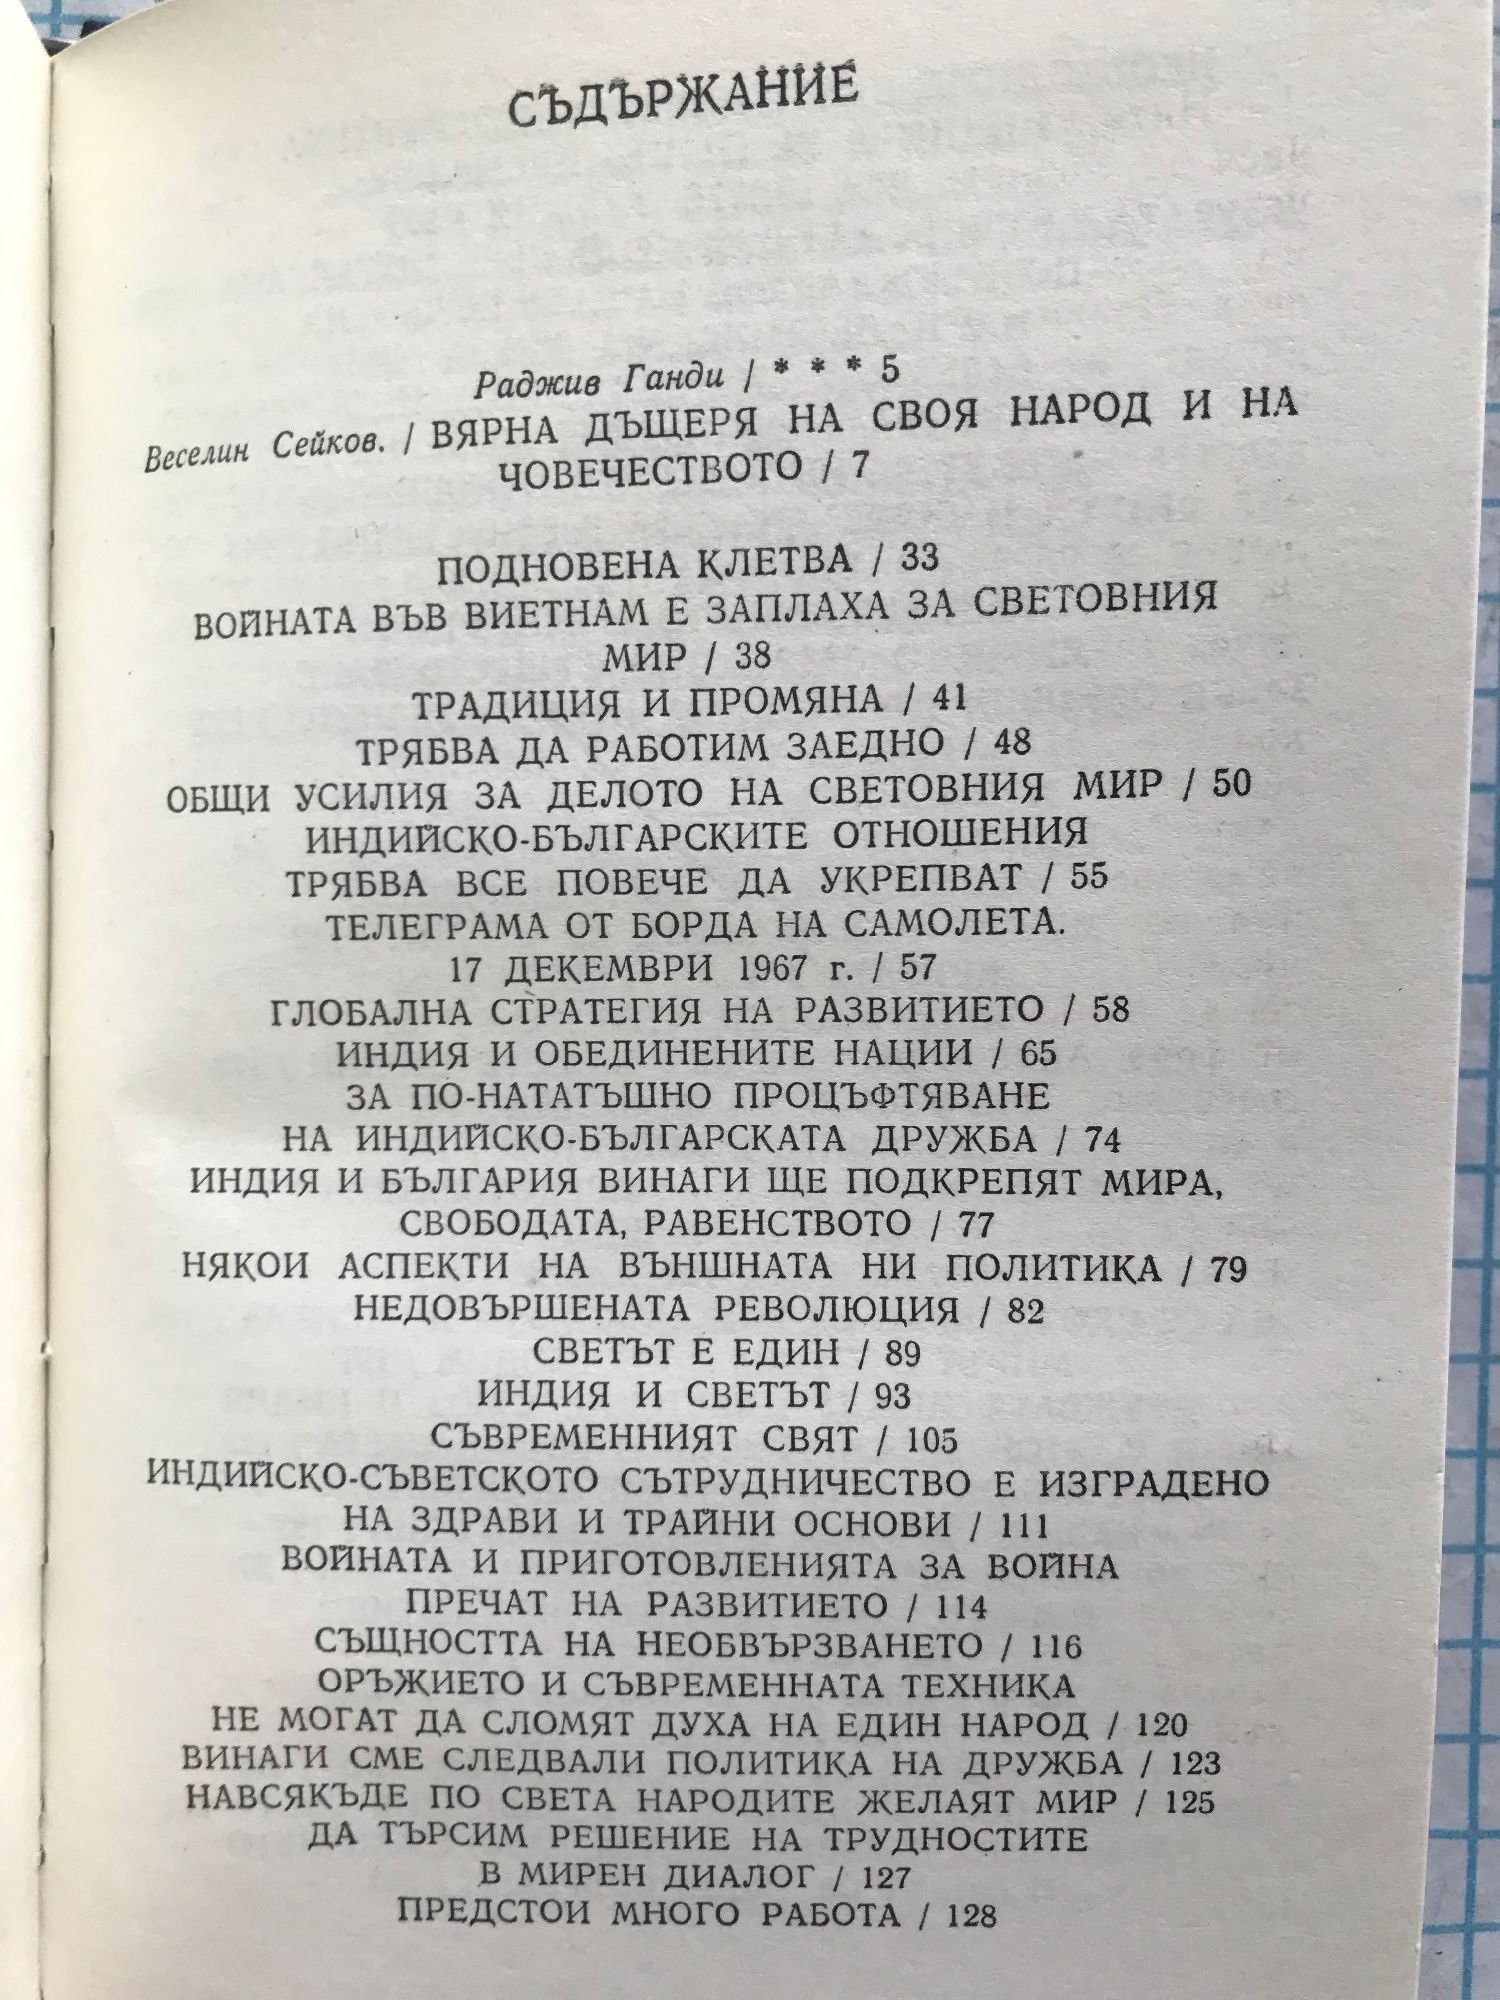 СЪДЪРЖАНИЕ
Раджив Ганди / * * * 5
Веселин Сейков. / ВЯРНА ДЪЩЕРЯ НА СВОЯ НАРОД И НА
ЧОВЕЧЕСТВОТО / 7
ПОДНОВЕНА КЛЕТВА / 33
ВОЙНАТА ВЪВ ВИЕТНАМ Е ЗАПЛАХА ЗА СВЕТОВНИЯ
МИР / 38
ТРАДИЦИЯ И ПРОМЯНА / 41
ТРЯБВА ДА РАБОТИМ ЗАЕДНО / 48
ОБЩИ УСИЛИЯ ЗА ДЕЛОТО НА СВЕТОВНИЯ МИР / 50
ИНДИЙСКО-БЪЛГАРСКИТЕ ОТНОШЕНИЯ
ТРЯБВА ВСЕ ПОВЕЧЕ ДА УКРЕПВАТ / 55
ТЕЛЕГРАМА ОТ БОРДА НА САМОЛЕТА.
17 ДЕКЕМВРИ 1967 г. / 57
ГЛОБАЛНА СТРАТЕГИЯ НА РАЗВИТИЕТО / 58
ИНДИЯ И ОБЕДИНЕНИТЕ НАЦИИ / 65
ЗА ПО-НАТАТЪШНО ПРОЦЪФТЯВАНЕ
НА ИНДИЙСКО-БЪЛГАРСКАТА ДРУЖБА / 74
ИНДИЯ И БЪЛГАРИЯ ВИНАГИ ЩЕ ПОДКРЕПЯТ МИРА,
СВОБОДАТА, РАВЕНСТВОТО / 77
НЯКОИ АСПЕКТИ НА ВЪНШНАТА НИ ПОЛИТИКА / 79
НЕДОВЪРШЕНАТА РЕВОЛЮЦИЯ / 82
СВЕТЪТ Е ЕДИН / 89
ИНДИЯ И СВЕТЪТ / 93
СЪВРЕМЕННИЯТ СВЯТ / 105
ИНДИЙСКО-СЪВЕТСКОТО СЪТРУДНИЧЕСТВО Е ИЗГРАДЕНО
НА ЗДРАВИ И ТРАЙНИ ОСНОВИ / 111
ВОЙНАТА И ПРИГОТОВЛЕНИЯТА ЗА ВОЙНА
ПРЕЧАТ НА РАЗВИТИЕТО / 114
СЪЩНОСТТА НА НЕОБВЪРЗВАНЕТО / 116
ОРЪЖИЕТО И СЪВРЕМЕННАТА ТЕХНИКА
НЕ МОГАТ ДА СЛОМЯТ ДУХА НА ЕДИН НАРОД / 120
ВИНАГИ СМЕ СЛЕДВАЛИ ПОЛИТИКА НА ДРУЖБА / 123
НАВСЯКЪДЕ ПО СВЕТА НАРОДИТЕ ЖЕЛАЯТ МИР / 125
ДА ТЪРСИМ РЕШЕНИЕ НА ТРУДНОСТИТЕ
В МИРЕН ДИАЛОГ / 127
ПРЕДСТОИ МНОГО РАБОТА / 128